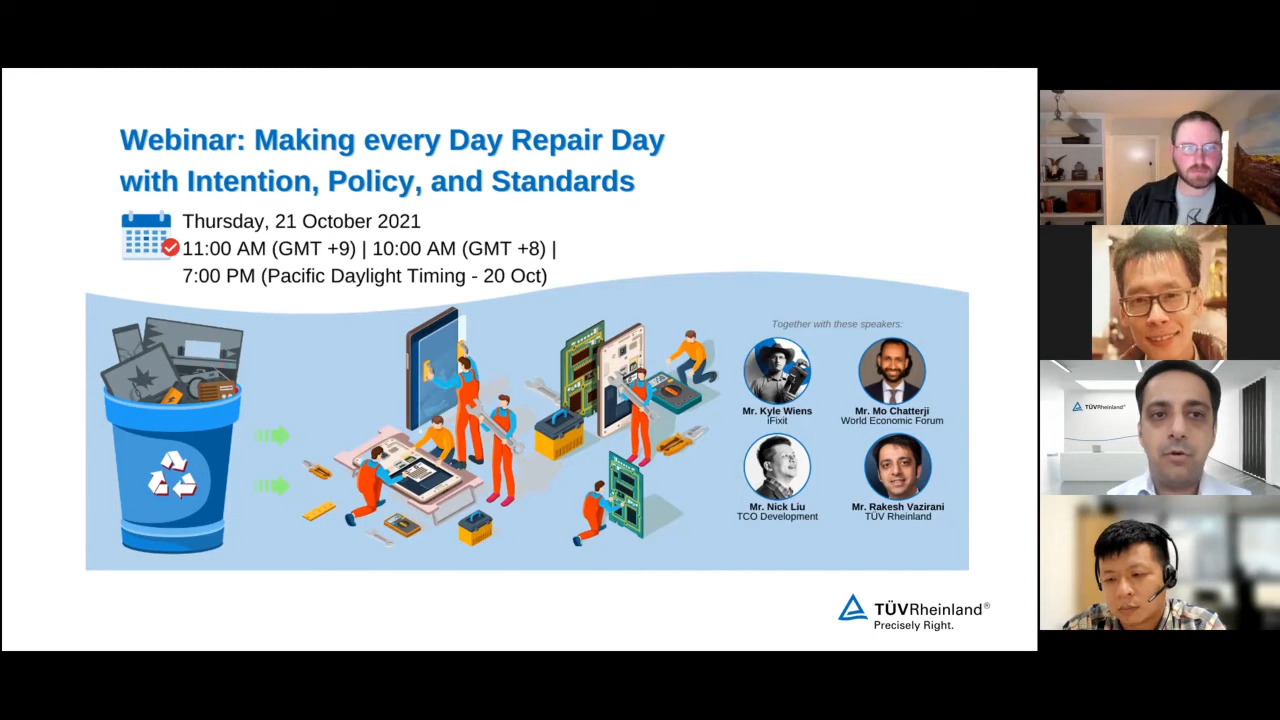 Webinar: Making every Day Repair Day
with Intention, Policy, and Standards
Thursday, 21 October 2021
11:00 AM (GMT +9) | 10:00 AM (GMT +8) |
7:00 PM (Pacific Daylight Timing - 20 Oct)
Together with these speakers:
Mr. Kyle Wiens
iFixit
Mr. Mo Chatterji
World Economic Forum
Mr. Nick Liu
TCO Development
Mr. Rakesh Vazirani
TÜV Rheinland
TÜVRheinland®
Precisely Right.
TÜVRheinland®